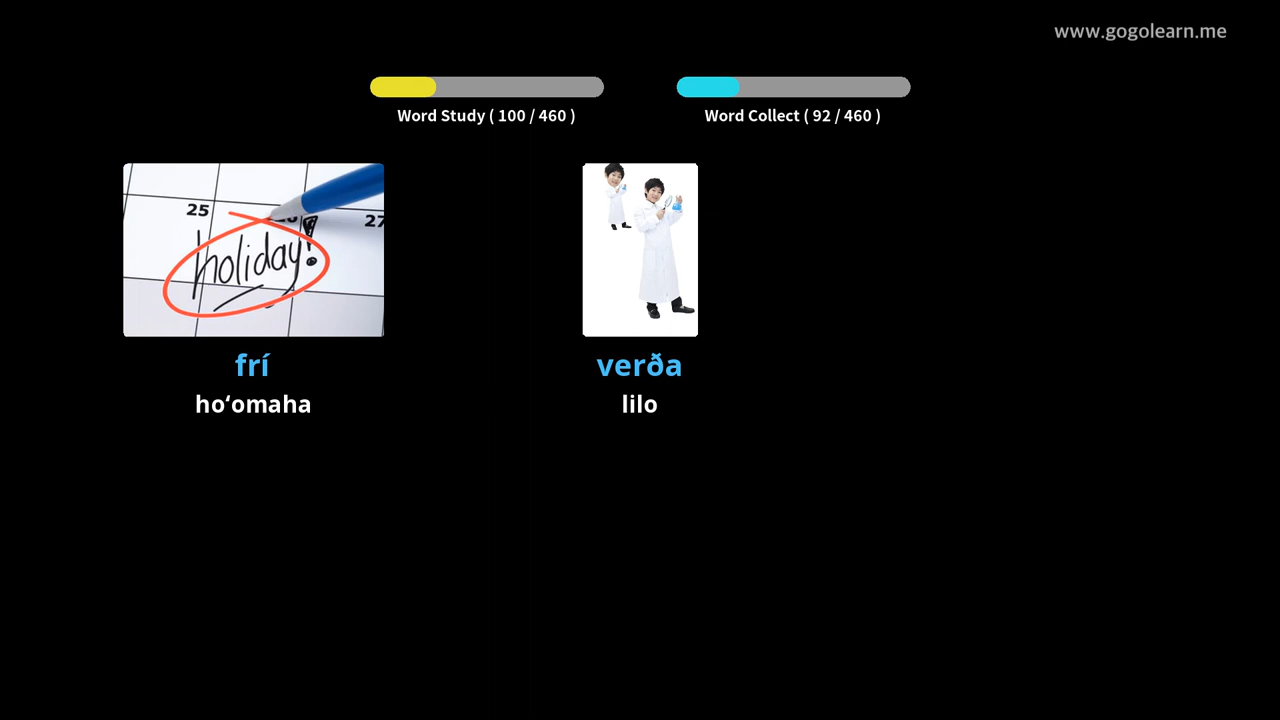 www.gogolearn.me
Word Study ( 100 / 460 )
Word Collect ( 92 / 460 )
25
27
holiday!
frí
hoʻomaha
verða
lilo